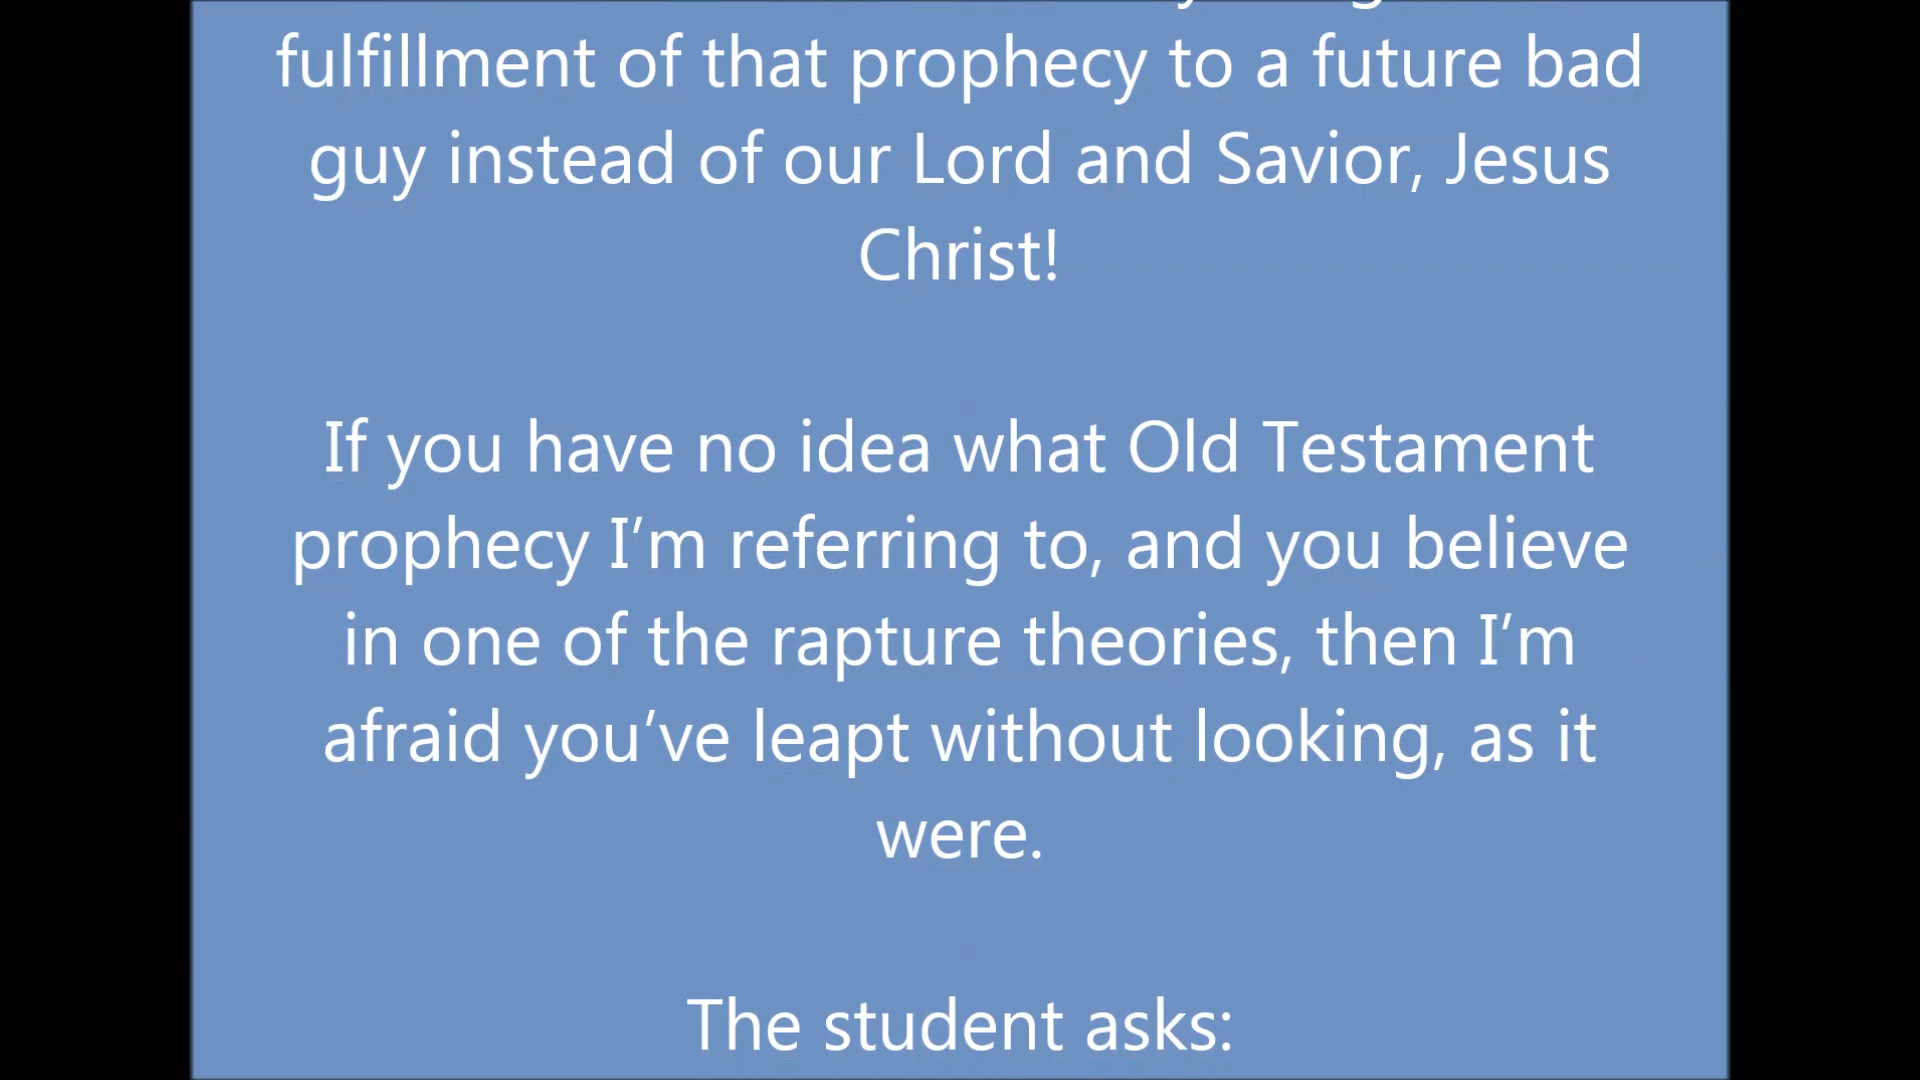 fulfillment of that prophecy to a future bad
guy instead of our Lord and Savior, Jesus
Christ!
If you have no idea what Old Testament
prophecy I’m referring to, and you believe
in one of the rapture theories, then I’m
afraid you’ve leapt without looking, as it
were.
The student asks: